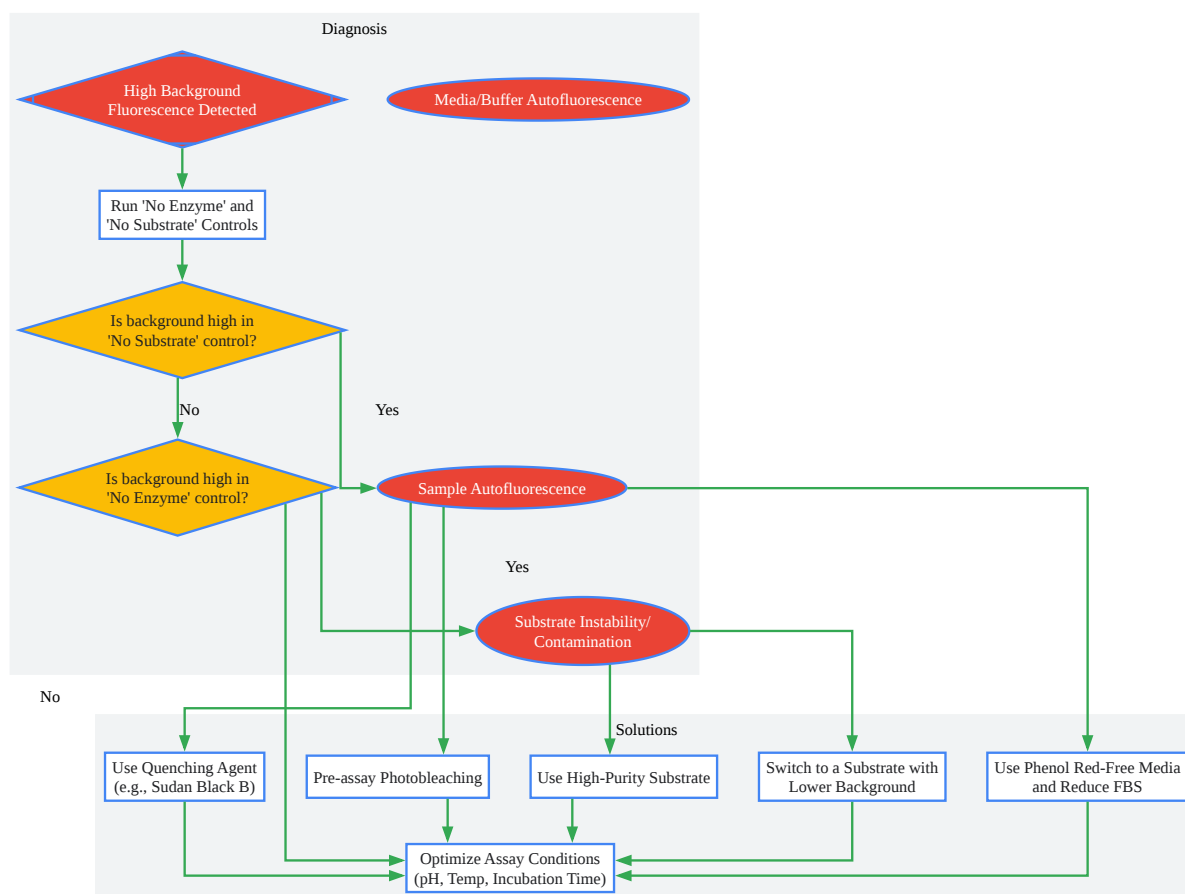 Diagnosis
High Background
Fluorescence Detected
Media/Buffer Autofluorescence
Run 'No Enzyme' and
'No Substrate' Controls
Is background high in
'No Substrate' control?
No
Yes
Is background high in
'No Enzyme' control?
Sample Autofluorescence
Yes
Substrate Instability/
Contamination
No
Solutions
Use Quenching Agent
(e.g., Sudan Black B)
Pre-assay Photobleaching
Use High-Purity Substrate
Switch to a Substrate with
Lower Background
Use Phenol Red-Free Media
and Reduce FBS
Optimize Assay Conditions
(pH, Temp, Incubation Time)